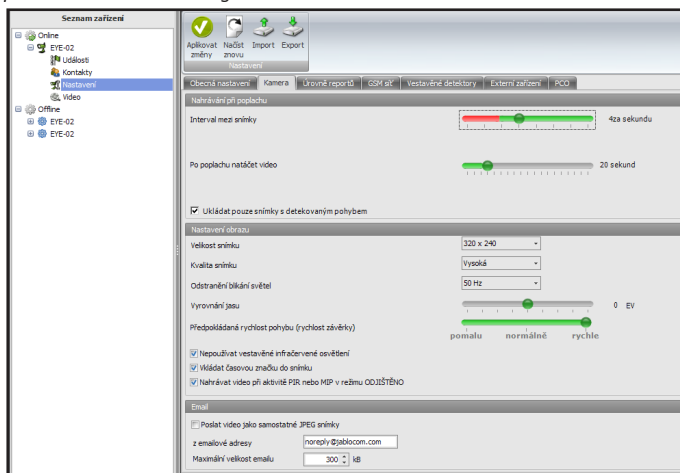 Seznam zařízení
Online
EYE-02
Události
Kontakty
Nastavení
Video
Offline
EYE-02
EYE-02
Aplikovat změny
Načíst znovu
Import
Export
Nastavení
Obecná nastavení
Kamera
Úrovně reportů
GSM síť
Vestavěné detektory
Externí zařízení
PCO
Nahrávání při poplachu
Interval mezi snímky
4za sekundu
Po poplachu natáčet video
20 sekund
Ukládat pouze snímky s detekovaným pohybem
Nastavení obrazu
Velikost snímku
320 x 240
Kvalita snímku
Vysoká
Odstranění blikání světel
50 Hz
Vyrovnání jasu
0 EV
Předpokládaná rychlost pohybu (rychlost závěrky)
pomalu normálně rychle
Nepoužívat vestavěné infračervené osvětlení
Vkládat časovou značku do snímku
Nahrávat video při aktivitě PIR nebo MIP v režimu ODJIŠTĚNO
Email
Poslat video jako samostatné JPEG snímky
z emailové adresy
noreply@jablocom.com
Maximální velikost emailu
300 kB